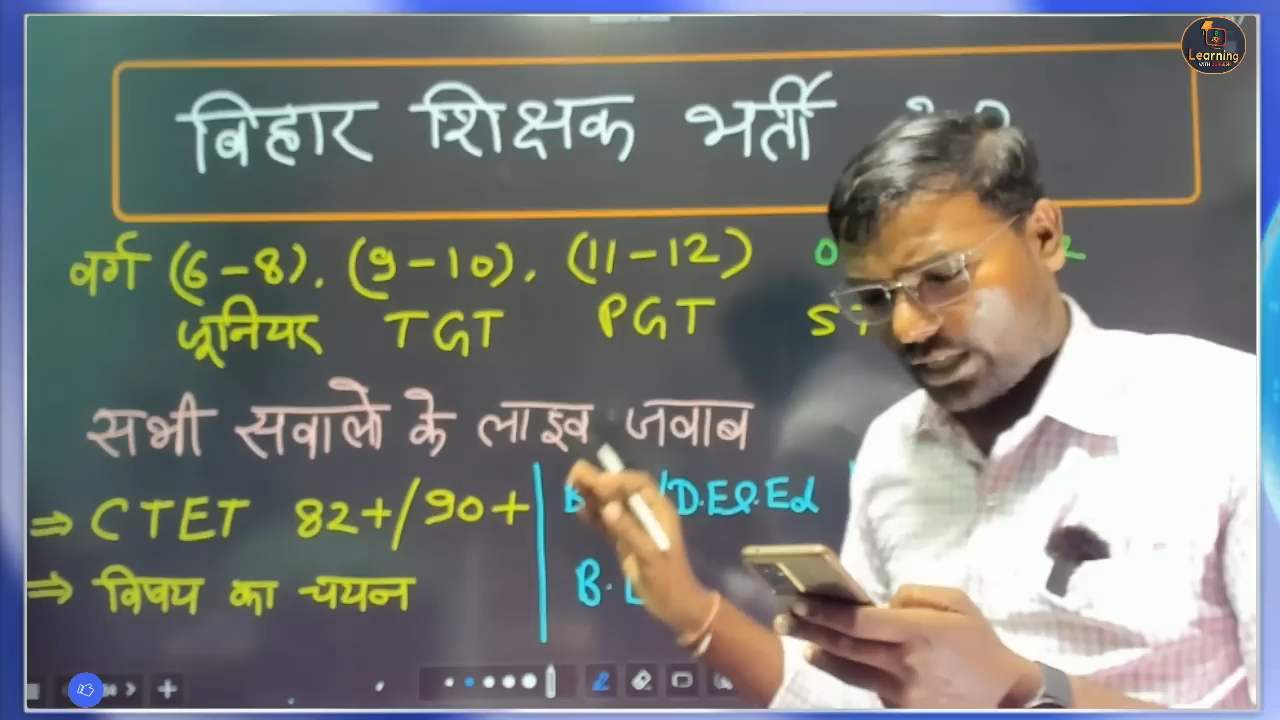 Learning
बिहार शिक्षक भर्ती
वर्ग (6-8), (9-10), (11-12)
जूनियर TGT PGT
सभी सवालो के लाइव जवाब
⇒ CTET 82+/90+
D.El.Ed
⇒ विषय का चयन